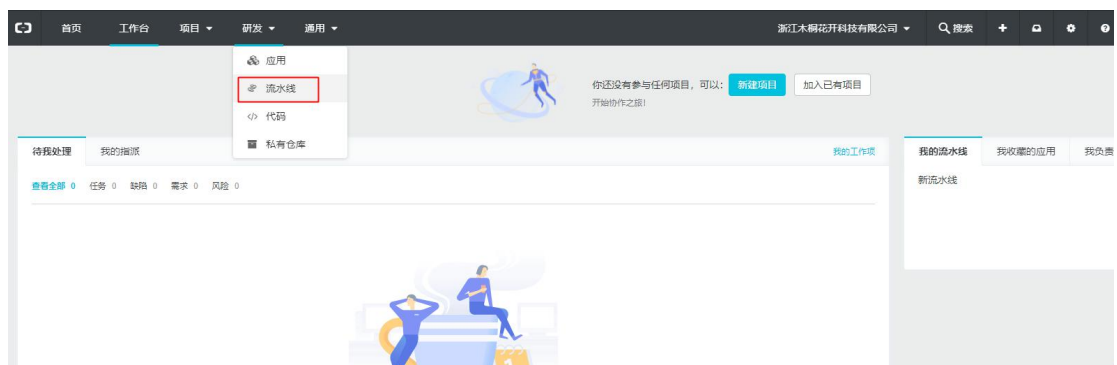 首页 工作台 项目 研发 通用 浙江木桐花开科技有限公司 搜索
应用
流水线
代码
私有仓库
你还没有参与任何项目，可以： 新建项目 加入已有项目
开始协作之旅！
待我处理 我的指派 我的工作项
查看全部 0 任务 0 缺陷 0 需求 0 风险 0
我的流水线 我收藏的应用 我负责
新流水线